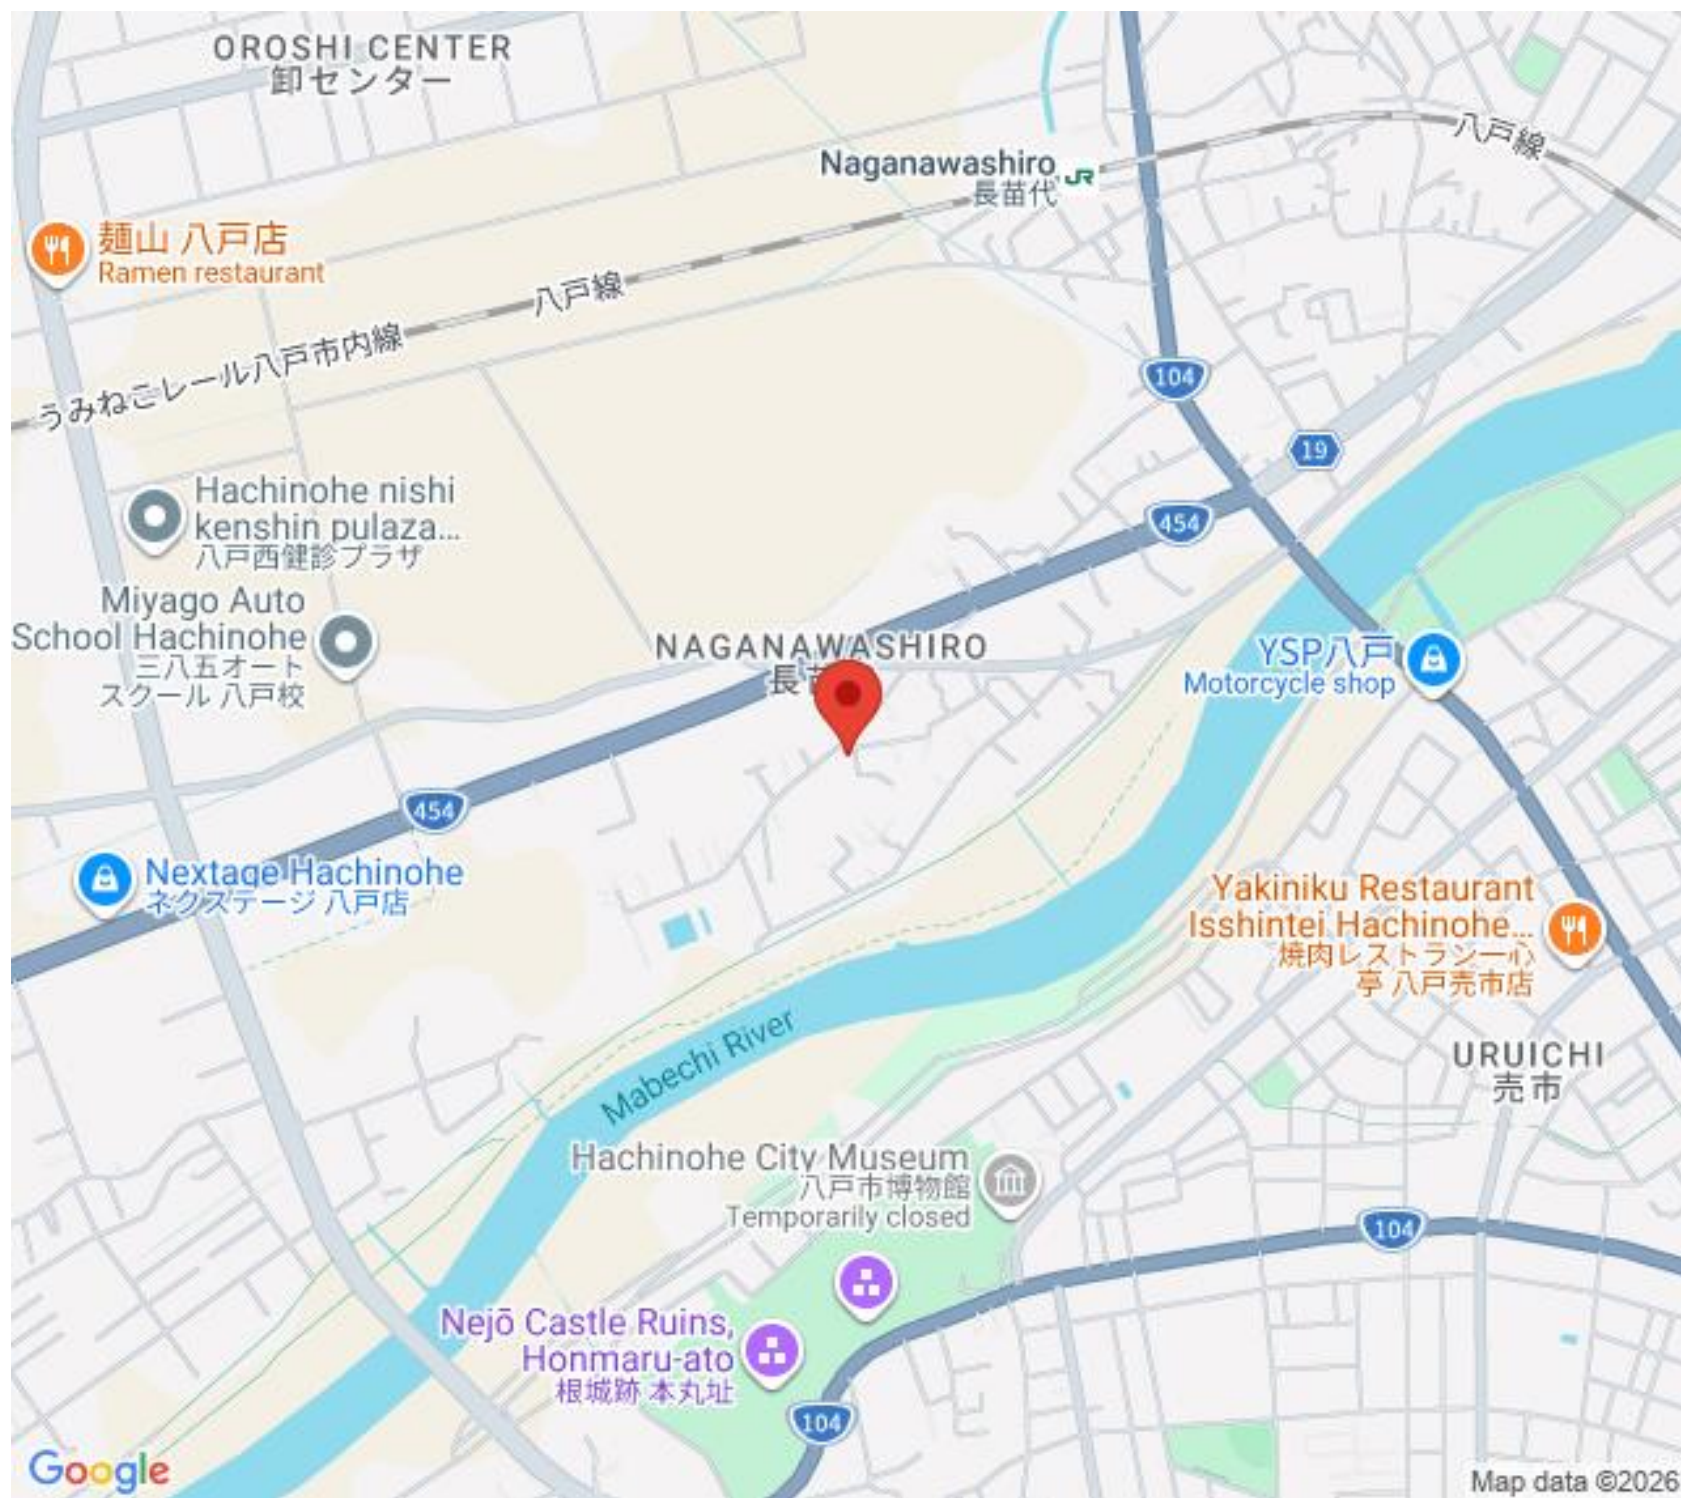 OROSHI CENTER
卸センター
Naganawashiro
長苗代
JR
八戸線
麺山 八戸店
Ramen restaurant
八戸線
うみねこレール八戸市内線
104
19
454
Hachinohe nishi
kenshin pulaza...
八戸西健診プラザ
Miyago Auto
School Hachinohe
三八五オート
スクール 八戸校
NAGANAWASHIRO
長苗
YSP八戸
Motorcycle shop
454
Nextage Hachinohe
ネクステージ 八戸店
Yakiniku Restaurant
Isshintei Hachinohe...
焼肉レストラン一心
亭 八戸売市店
Mabechi River
URUICHI
売市
Hachinohe City Museum
八戸市博物館
Temporarily closed
104
Nejō Castle Ruins,
Honmaru-ato
根城跡 本丸址
104
Google
Map data ©2026